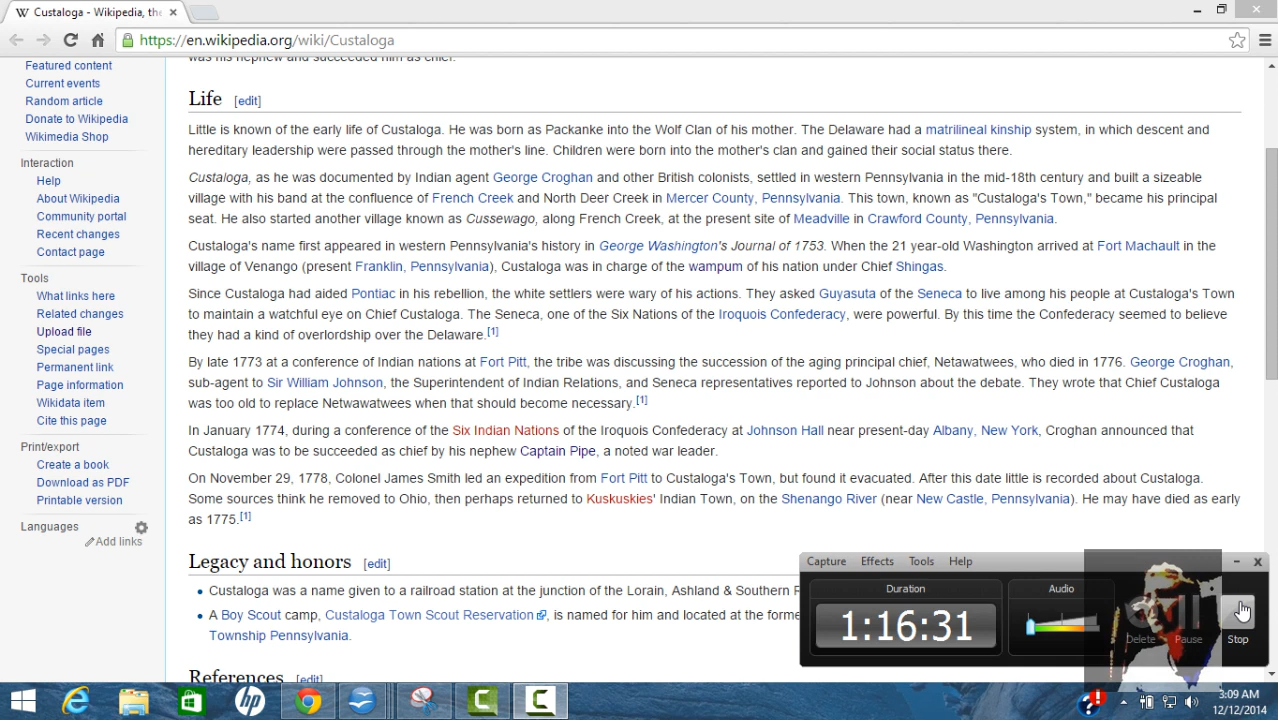 Custaloga - Wikipedia, the
https://en.wikipedia.org/wiki/Custaloga
Featured content
Current events
Random article
Donate to Wikipedia
Wikimedia Shop
Interaction
Help
About Wikipedia
Community portal
Recent changes
Contact page
Tools
What links here
Related changes
Upload file
Special pages
Permanent link
Page information
Wikidata item
Cite this page
Print/export
Create a book
Download as PDF
Printable version
Languages
Add links
was his nephew and succeeded him as chief.
Life [edit]
Little is known of the early life of Custaloga. He was born as Packanke into the Wolf Clan of his mother. The Delaware had a matrilineal kinship system, in which descent and
hereditary leadership were passed through the mother's line. Children were born into the mother's clan and gained their social status there.
Custaloga, as he was documented by Indian agent George Croghan and other British colonists, settled in western Pennsylvania in the mid-18th century and built a sizeable
village with his band at the confluence of French Creek and North Deer Creek in Mercer County, Pennsylvania. This town, known as "Custaloga's Town," became his principal
seat. He also started another village known as Cussewago, along French Creek, at the present site of Meadville in Crawford County, Pennsylvania.
Custaloga's name first appeared in western Pennsylvania's history in George Washington's Journal of 1753. When the 21 year-old Washington arrived at Fort Machault in the
village of Venango (present Franklin, Pennsylvania), Custaloga was in charge of the wampum of his nation under Chief Shingas.
Since Custaloga had aided Pontiac in his rebellion, the white settlers were wary of his actions. They asked Guyasuta of the Seneca to live among his people at Custaloga's Town
to maintain a watchful eye on Chief Custaloga. The Seneca, one of the Six Nations of the Iroquois Confederacy, were powerful. By this time the Confederacy seemed to believe
they had a kind of overlordship over the Delaware.[1]
By late 1773 at a conference of Indian nations at Fort Pitt, the tribe was discussing the succession of the aging principal chief, Netawatwees, who died in 1776. George Croghan,
sub-agent to Sir William Johnson, the Superintendent of Indian Relations, and Seneca representatives reported to Johnson about the debate. They wrote that Chief Custaloga
was too old to replace Netwawatwees when that should become necessary.[1]
In January 1774, during a conference of the Six Indian Nations of the Iroquois Confederacy at Johnson Hall near present-day Albany, New York, Croghan announced that
Custaloga was to be succeeded as chief by his nephew Captain Pipe, a noted war leader.
On November 29, 1778, Colonel James Smith led an expedition from Fort Pitt to Custaloga's Town, but found it evacuated. After this date little is recorded about Custaloga.
Some sources think he removed to Ohio, then perhaps returned to Kuskuskies' Indian Town, on the Shenango River (near New Castle, Pennsylvania). He may have died as early
as 1775.[1]
Legacy and honors [edit]
Custaloga was a name given to a railroad station at the junction of the Lorain, Ashland & Southern
A Boy Scout camp, Custaloga Town Scout Reservation, is named for him and located at the
Township Pennsylvania.
References [edit]
Capture Effects Tools Help
Duration
1:16:31
Audio
Delete Pause Stop
3:09 AM
12/12/2014